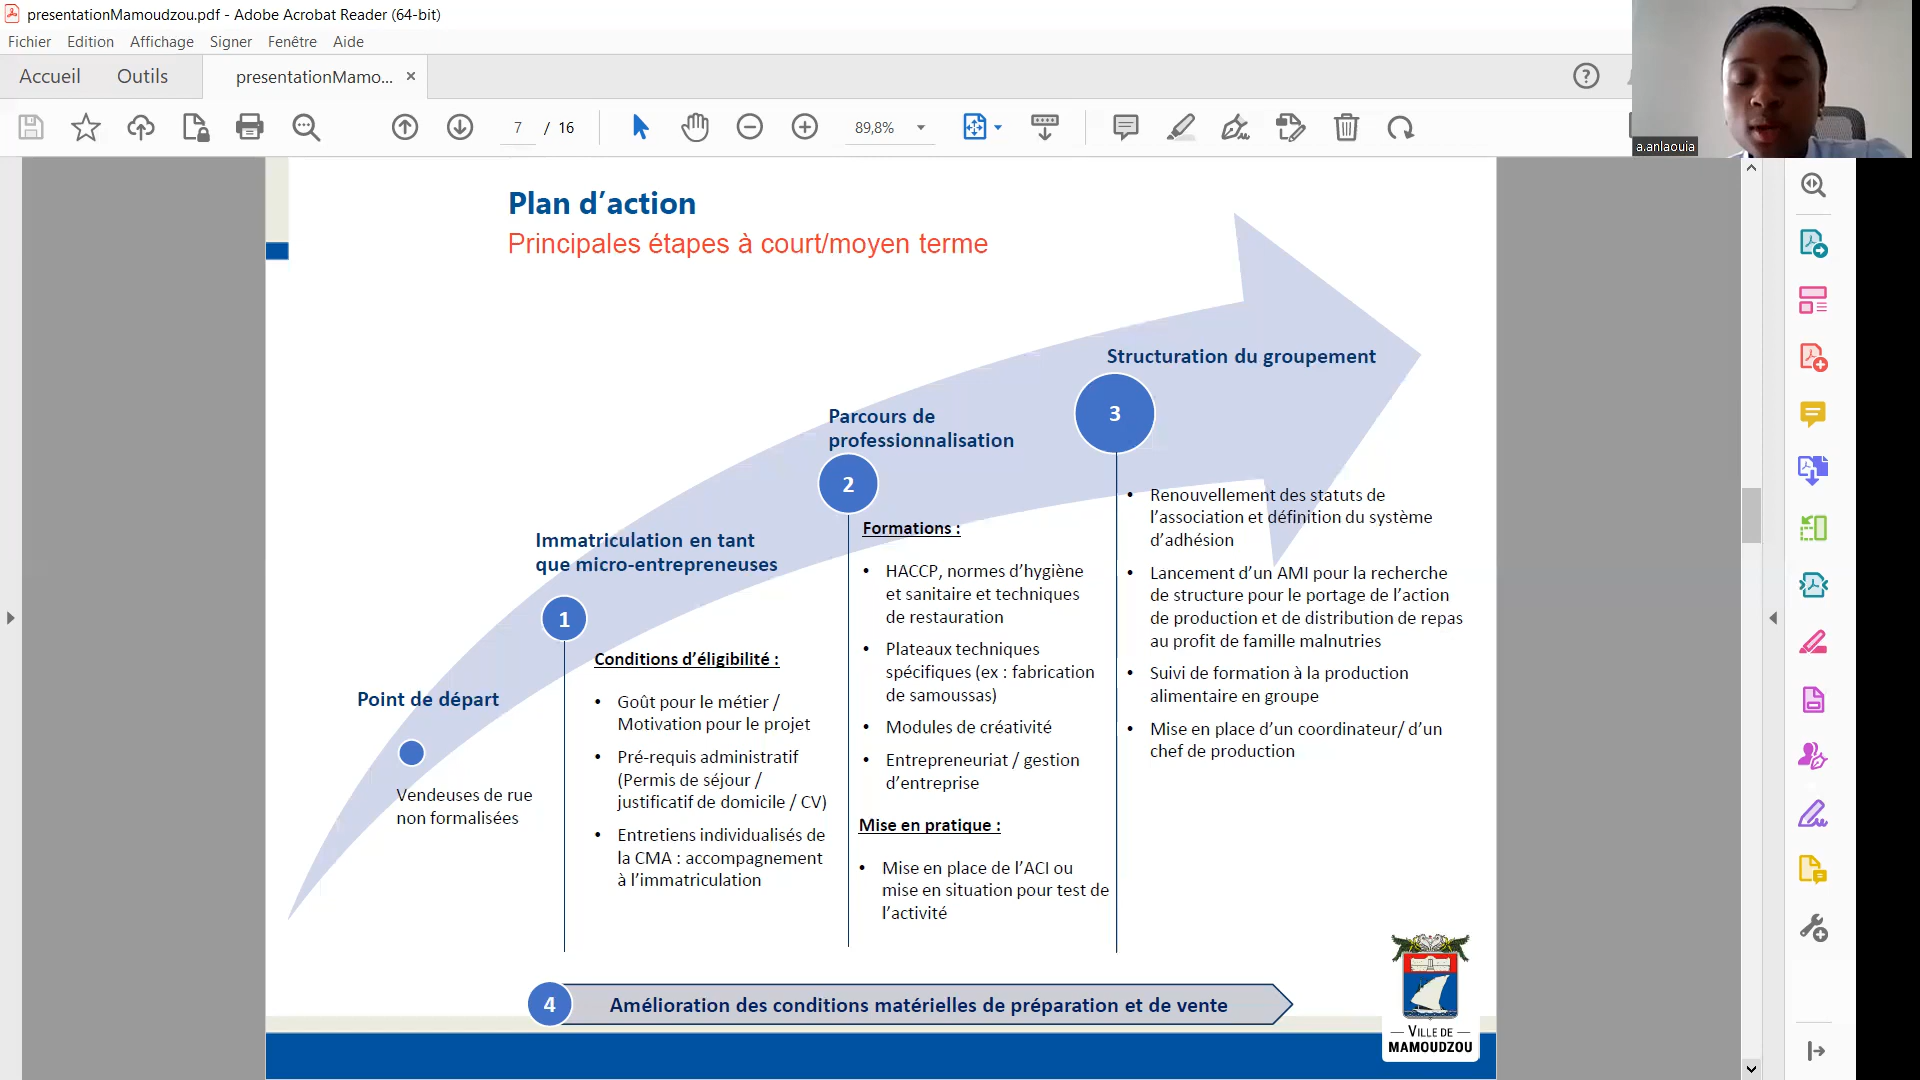 presentationMamoudzou.pdf - Adobe Acrobat Reader (64-bit)
Fichier Edition Affichage Signer Fenêtre Aide
Accueil Outils presentationMamo... ×
7 / 16 89,8%
a.anlaouia
Plan d’action
Principales étapes à court/moyen terme
Point de départ
Vendeuses de rue
non formalisées
Immatriculation en tant
que micro-entrepreneuses
1
Conditions d’éligibilité :
• Goût pour le métier /
Motivation pour le projet
• Pré-requis administratif
(Permis de séjour /
justificatif de domicile / CV)
• Entretiens individualisés de
la CMA : accompagnement
à l’immatriculation
Parcours de
professionnalisation
2
Formations :
• HACCP, normes d’hygiène
et sanitaire et techniques
de restauration
• Plateaux techniques
spécifiques (ex : fabrication
de samoussas)
• Modules de créativité
• Entrepreneuriat / gestion
d’entreprise
Mise en pratique :
• Mise en place de l’ACI ou
mise en situation pour test de
l’activité
Structuration du groupement
3
• Renouvellement des statuts de
l’association et définition du système
d’adhésion
• Lancement d’un AMI pour la recherche
de structure pour le portage de l’action
de production et de distribution de repas
au profit de famille malnutries
• Suivi de formation à la production
alimentaire en groupe
• Mise en place d’un coordinateur/ d’un
chef de production
4
Amélioration des conditions matérielles de préparation et de vente
VILLE DE
MAMOUDZOU